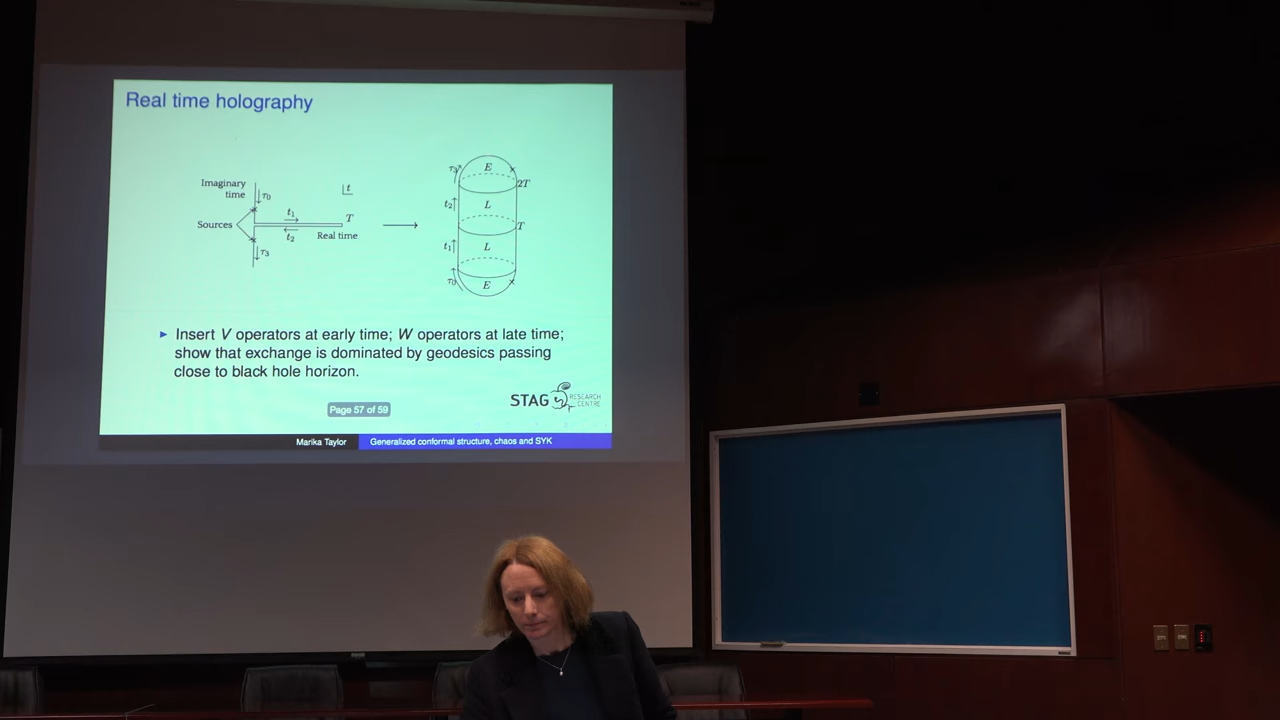 Real time holography
Imaginary
time
τ0
t
Sources
t1
T
t2
Real time
τ3
τ3
E
2T
t2
L
T
t1
L
τ0
E
Insert V operators at early time; W operators at late time;
show that exchange is dominated by geodesics passing
close to black hole horizon.
STAG RESEARCH
CENTRE
Page 57 of 59
Marika Taylor Generalized conformal structure, chaos and SYK